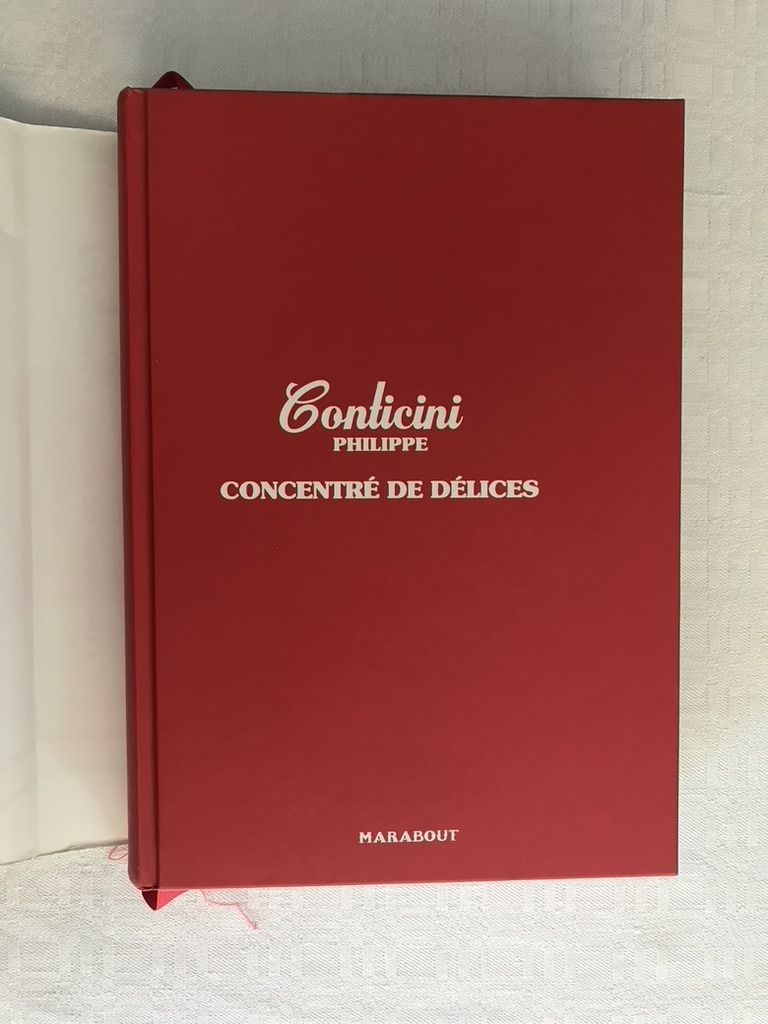 Conticini
PHILIPPE
CONCENTRÉ DE DÉLICES
MARABOUT